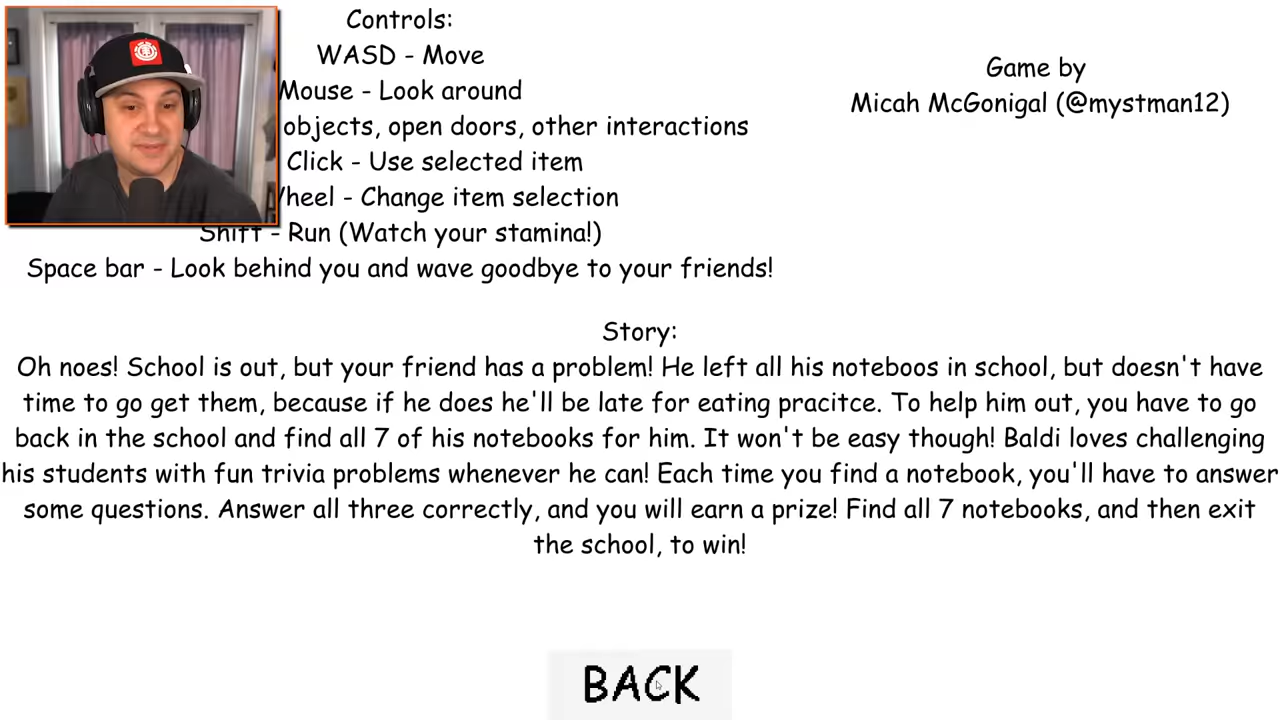 Controls:
WASD - Move
Mouse - Look around
objects, open doors, other interactions
Click - Use selected item
heel - Change item selection
Shift - Run (Watch your stamina!)
Space bar - Look behind you and wave goodbye to your friends!
Game by
Micah McGonigal (@mystman12)
Story:
Oh noes! School is out, but your friend has a problem! He left all his noteboos in school, but doesn't have
time to go get them, because if he does he'll be late for eating pracitce. To help him out, you have to go
back in the school and find all 7 of his notebooks for him. It won't be easy though! Baldi loves challenging
his students with fun trivia problems whenever he can! Each time you find a notebook, you'll have to answer
some questions. Answer all three correctly, and you will earn a prize! Find all 7 notebooks, and then exit
the school, to win!
BACK